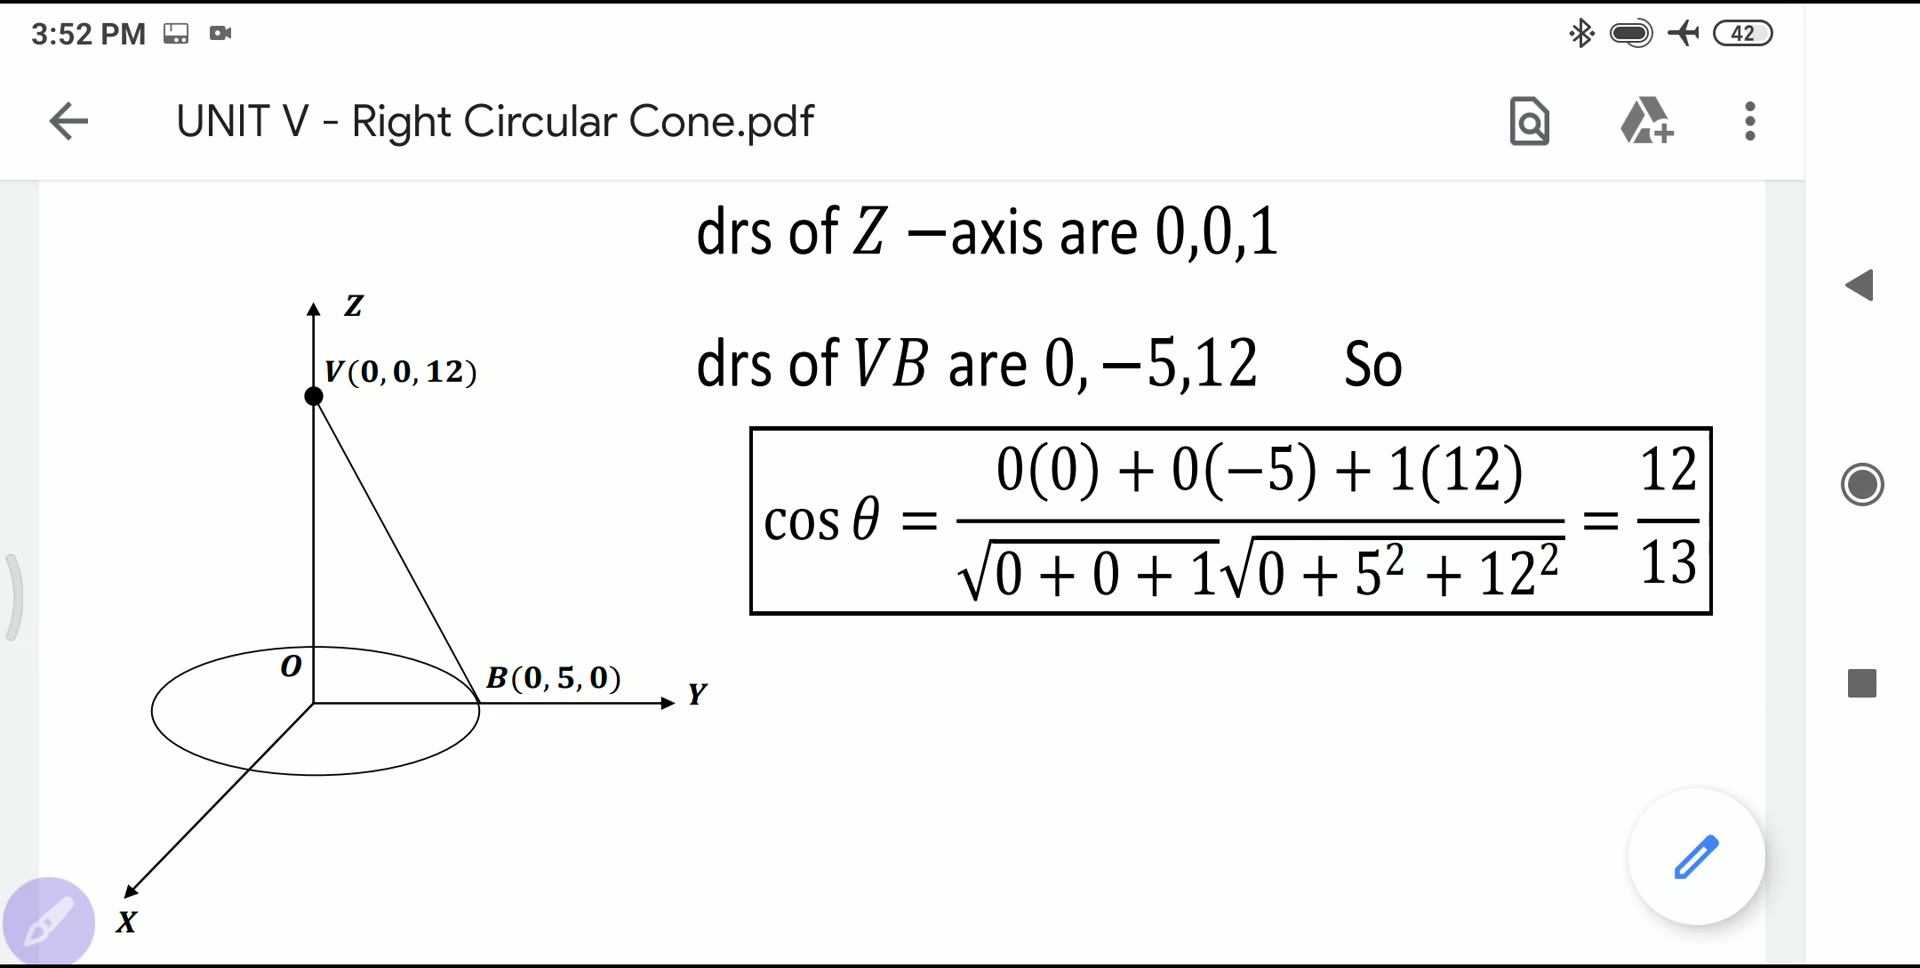 3:52 PM
42
UNIT V - Right Circular Cone.pdf
drs of Z −axis are 0,0,1
Z
V(0, 0, 12)
drs of VB are 0, −5,12 So
cos θ = (0(0) + 0(−5) + 1(12)) / (√(0 + 0 + 1)√(0 + 5² + 12²)) = 12/13
O
B(0, 5, 0)
Y
X